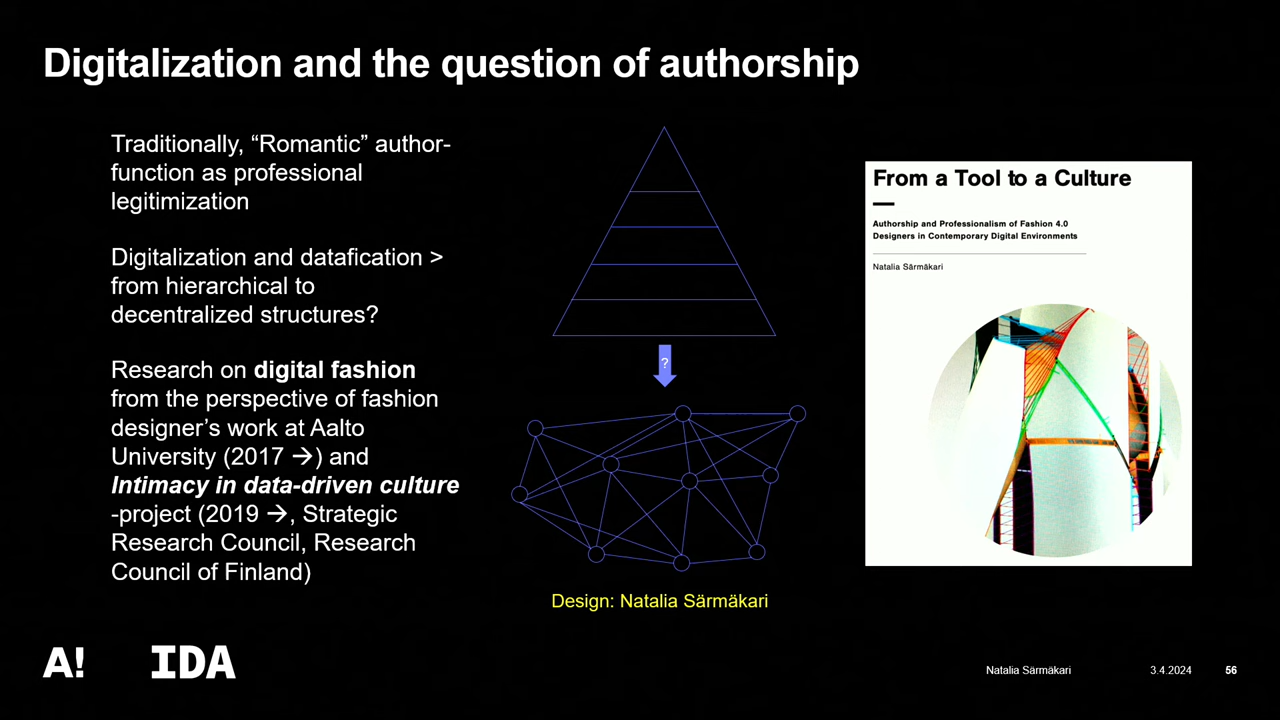 Digitalization and the question of authorship
Traditionally, “Romantic” author-
function as professional
legitimization
Digitalization and datafication >
from hierarchical to
decentralized structures?
Research on digital fashion
from the perspective of fashion
designer’s work at Aalto
University (2017 →) and
Intimacy in data-driven culture
-project (2019 →, Strategic
Research Council, Research
Council of Finland)
?
Design: Natalia Särmäkari
From a Tool to a Culture
Authorship and Professionalism of Fashion 4.0
Designers in Contemporary Digital Environments
Natalia Särmäkari
A!
IDA
Natalia Särmäkari
3.4.2024
56